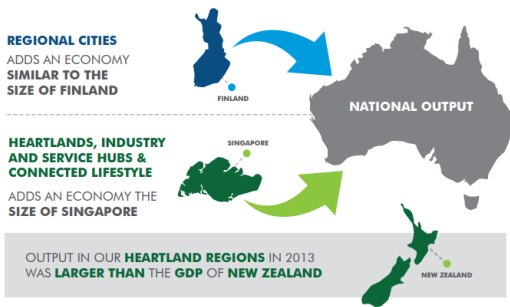 REGIONAL CITIES
ADDS AN ECONOMY
SIMILAR TO THE
SIZE OF FINLAND
FINLAND
NATIONAL OUTPUT
HEARTLANDS, INDUSTRY
AND SERVICE HUBS &
CONNECTED LIFESTYLE
ADDS AN ECONOMY THE
SIZE OF SINGAPORE
SINGAPORE
OUTPUT IN OUR HEARTLAND REGIONS IN 2013
WAS LARGER THAN THE GDP OF NEW ZEALAND
NEW ZEALAND